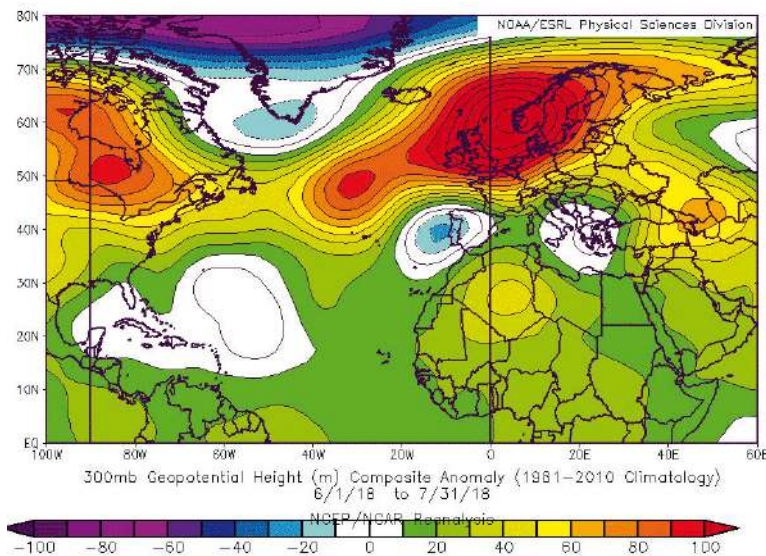 NOAA/ESRL Physical Sciences Division
80N
70N
60N
50N
40N
30N
20N
10N
EQ
100W 80W 60W 40W 20W 0 20E 40E 60E
300mb Geopotential Height (m) Composite Anomaly (1981-2010 Climatology)
6/1/18 to 7/31/18
NCEP/NCAR Reanalysis
-100 -80 -60 -40 -20 0 20 40 60 80 100